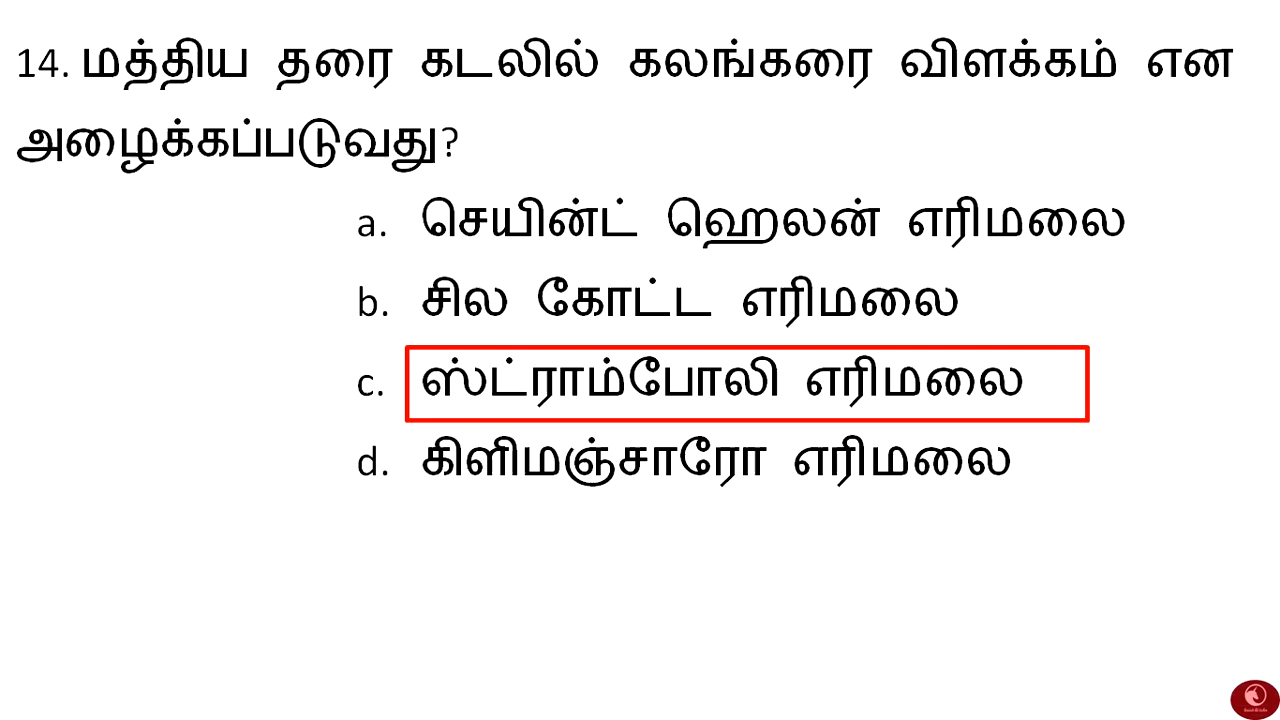 14. மத்திய தரை கடலில் கலங்கரை விளக்கம் என
அழைக்கப்படுவது?
a. செயின்ட் ஹெலன் எரிமலை
b. சில கோட்ட எரிமலை
c. ஸ்ட்ராம்போலி எரிமலை
d. கிளிமஞ்சாரோ எரிமலை